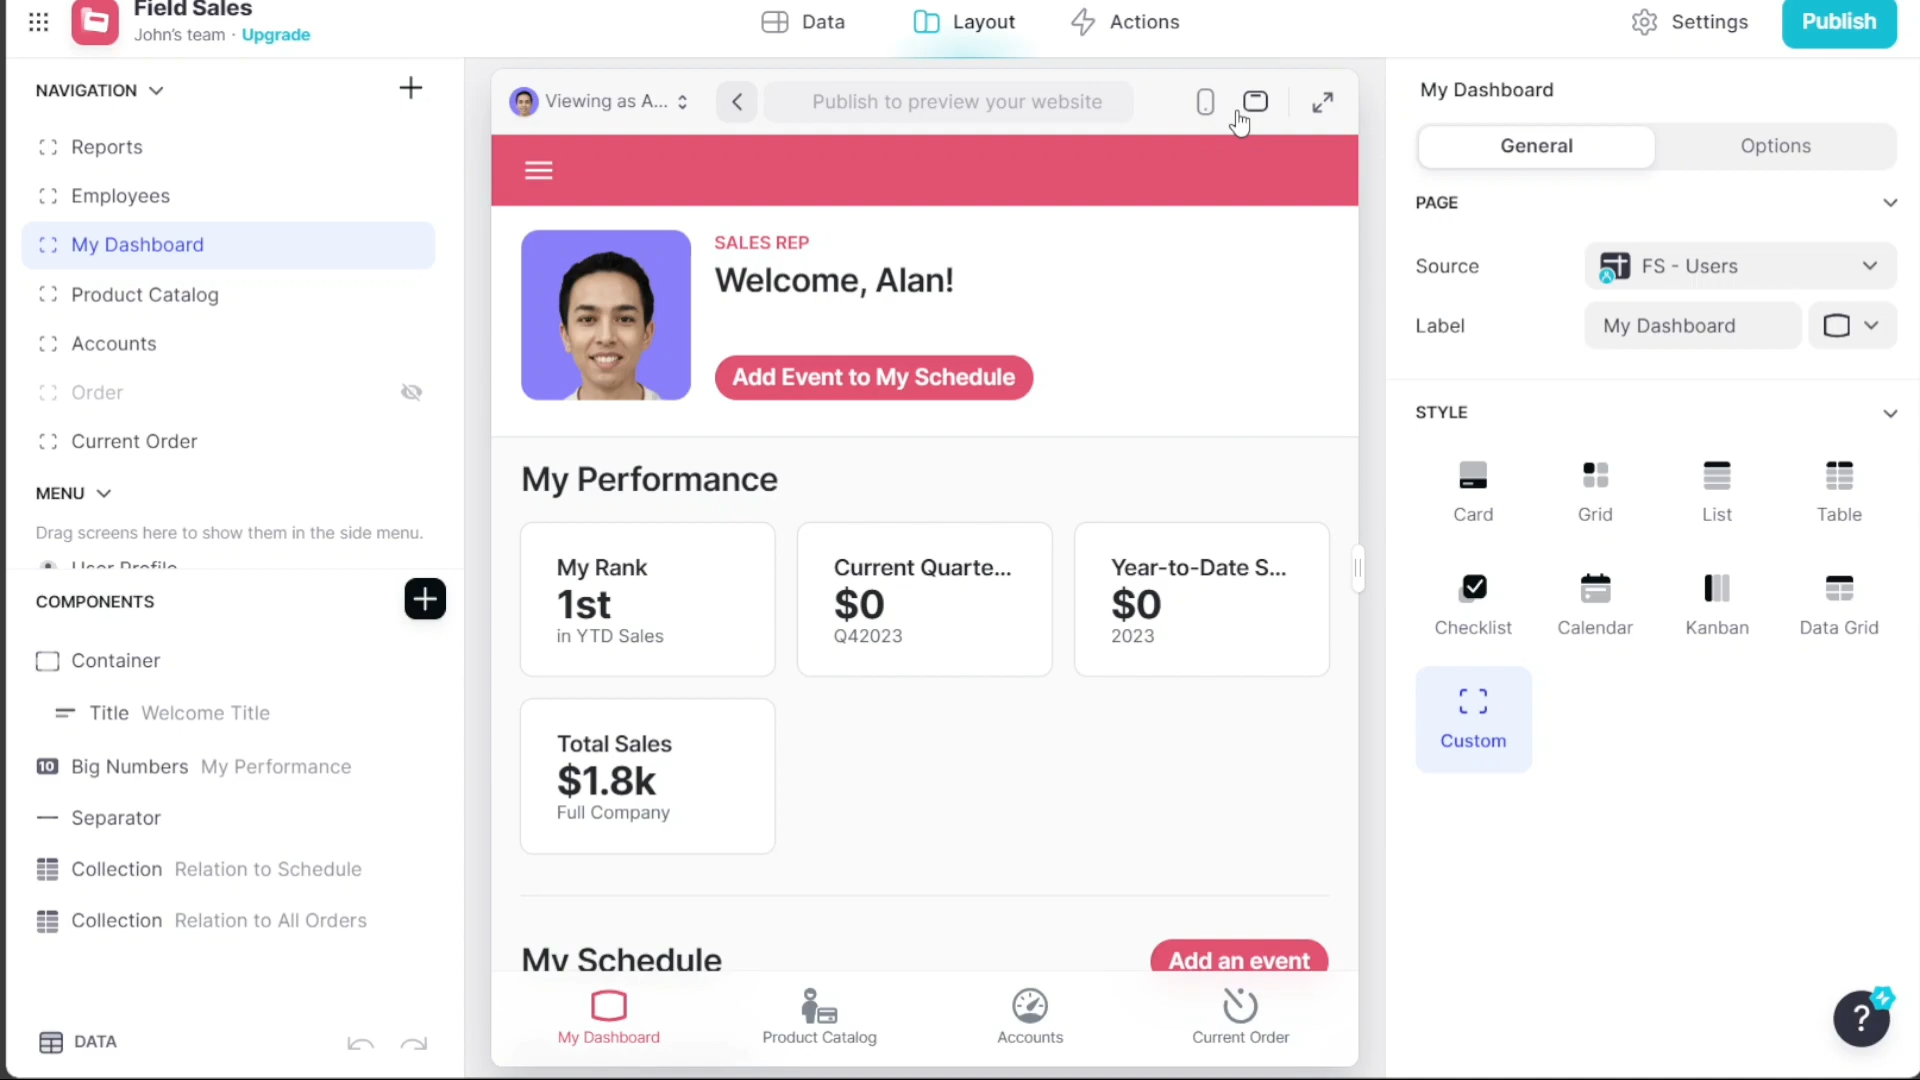 Field Sales
John's team · Upgrade
Data
Layout
Actions
Settings
Publish
NAVIGATION
Reports
Employees
My Dashboard
Product Catalog
Accounts
Order
Current Order
MENU
Drag screens here to show them in the side menu.
User Profile
COMPONENTS
Container
Title Welcome Title
10 Big Numbers My Performance
Separator
Collection Relation to Schedule
Collection Relation to All Orders
DATA
Viewing as A...
Publish to preview your website
SALES REP
Welcome, Alan!
Add Event to My Schedule
My Performance
My Rank
1st
in YTD Sales
Current Quarte...
$0
Q42023
Year-to-Date S...
$0
2023
Total Sales
$1.8k
Full Company
My Schedule
Add an event
My Dashboard
Product Catalog
Accounts
Current Order
My Dashboard
General
Options
PAGE
Source
FS - Users
Label
My Dashboard
STYLE
Card
Grid
List
Table
Checklist
Calendar
Kanban
Data Grid
Custom
?